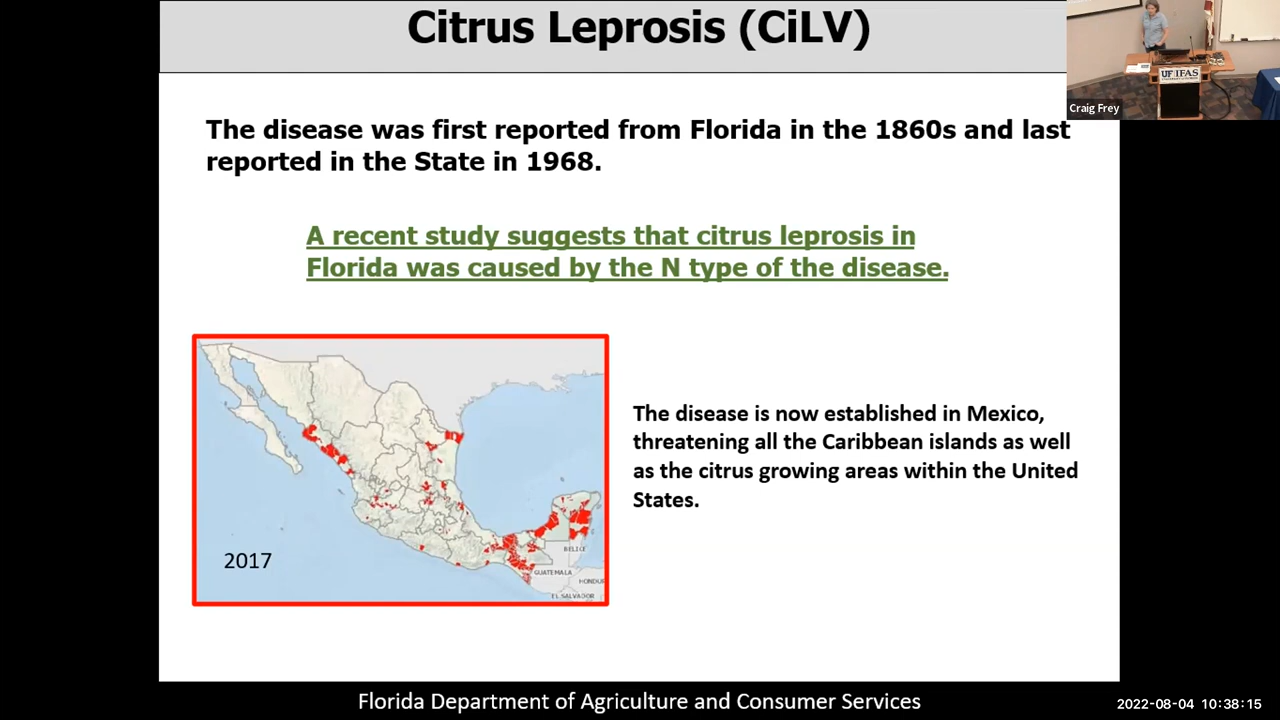 Citrus Leprosis (CiLV)
Craig Frey
UF IFAS
The disease was first reported from Florida in the 1860s and last
reported in the State in 1968.
A recent study suggests that citrus leprosis in
Florida was caused by the N type of the disease.
The disease is now established in Mexico,
threatening all the Caribbean islands as well
as the citrus growing areas within the United
States.
2017
BELICE
GUATEMALA
HONDUR
EL SALVADOR
Florida Department of Agriculture and Consumer Services
2022-08-04 10:38:15